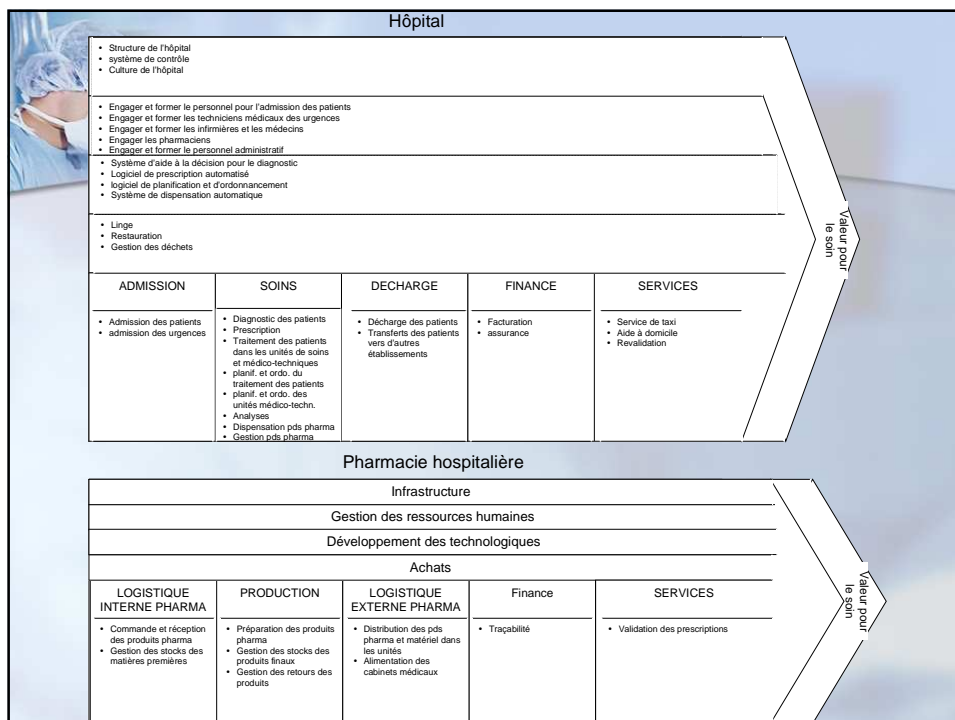 Hôpital
• Structure de l'hôpital
• système de contrôle
• Culture de l'hôpital
• Engager et former le personnel pour l'admission des patients
• Engager et former les techniciens médicaux des urgences
• Engager et former les infirmières et les médecins
• Engager les pharmaciens
• Engager et former le personnel administratif
• Système d'aide à la décision pour le diagnostic
• Logiciel de prescription automatisé
• logiciel de planification et d'ordonnancement
• Système de dispensation automatique
• Linge
• Restauration
• Gestion des déchets
Valeur pour
le soin
ADMISSION
• Admission des patients
• admission des urgences
SOINS
• Diagnostic des patients
• Prescription
• Traitement des patients
dans les unités de soins
et médico-techniques
• planif. et ordo. du
traitement des patients
• planif. et ordo. des
unités médico-techn.
• Analyses
• Dispensation pds pharma
• Gestion pds pharma
DECHARGE
• Décharge des patients
• Transferts des patients
vers d'autres
établissements
FINANCE
• Facturation
• assurance
SERVICES
• Service de taxi
• Aide à domicile
• Revalidation
Pharmacie hospitalière
Infrastructure
Gestion des ressources humaines
Développement des technologiques
Achats
Valeur pour
le soin
LOGISTIQUE
INTERNE PHARMA
• Commande et réception
des produits pharma
• Gestion des stocks des
matières premières
PRODUCTION
• Préparation des produits
pharma
• Gestion des stocks des
produits finaux
• Gestion des retours des
produits
LOGISTIQUE
EXTERNE PHARMA
• Distribution des pds
pharma et matériel dans
les unités
• Alimentation des
cabinets médicaux
Finance
• Traçabilité
SERVICES
• Validation des prescriptions